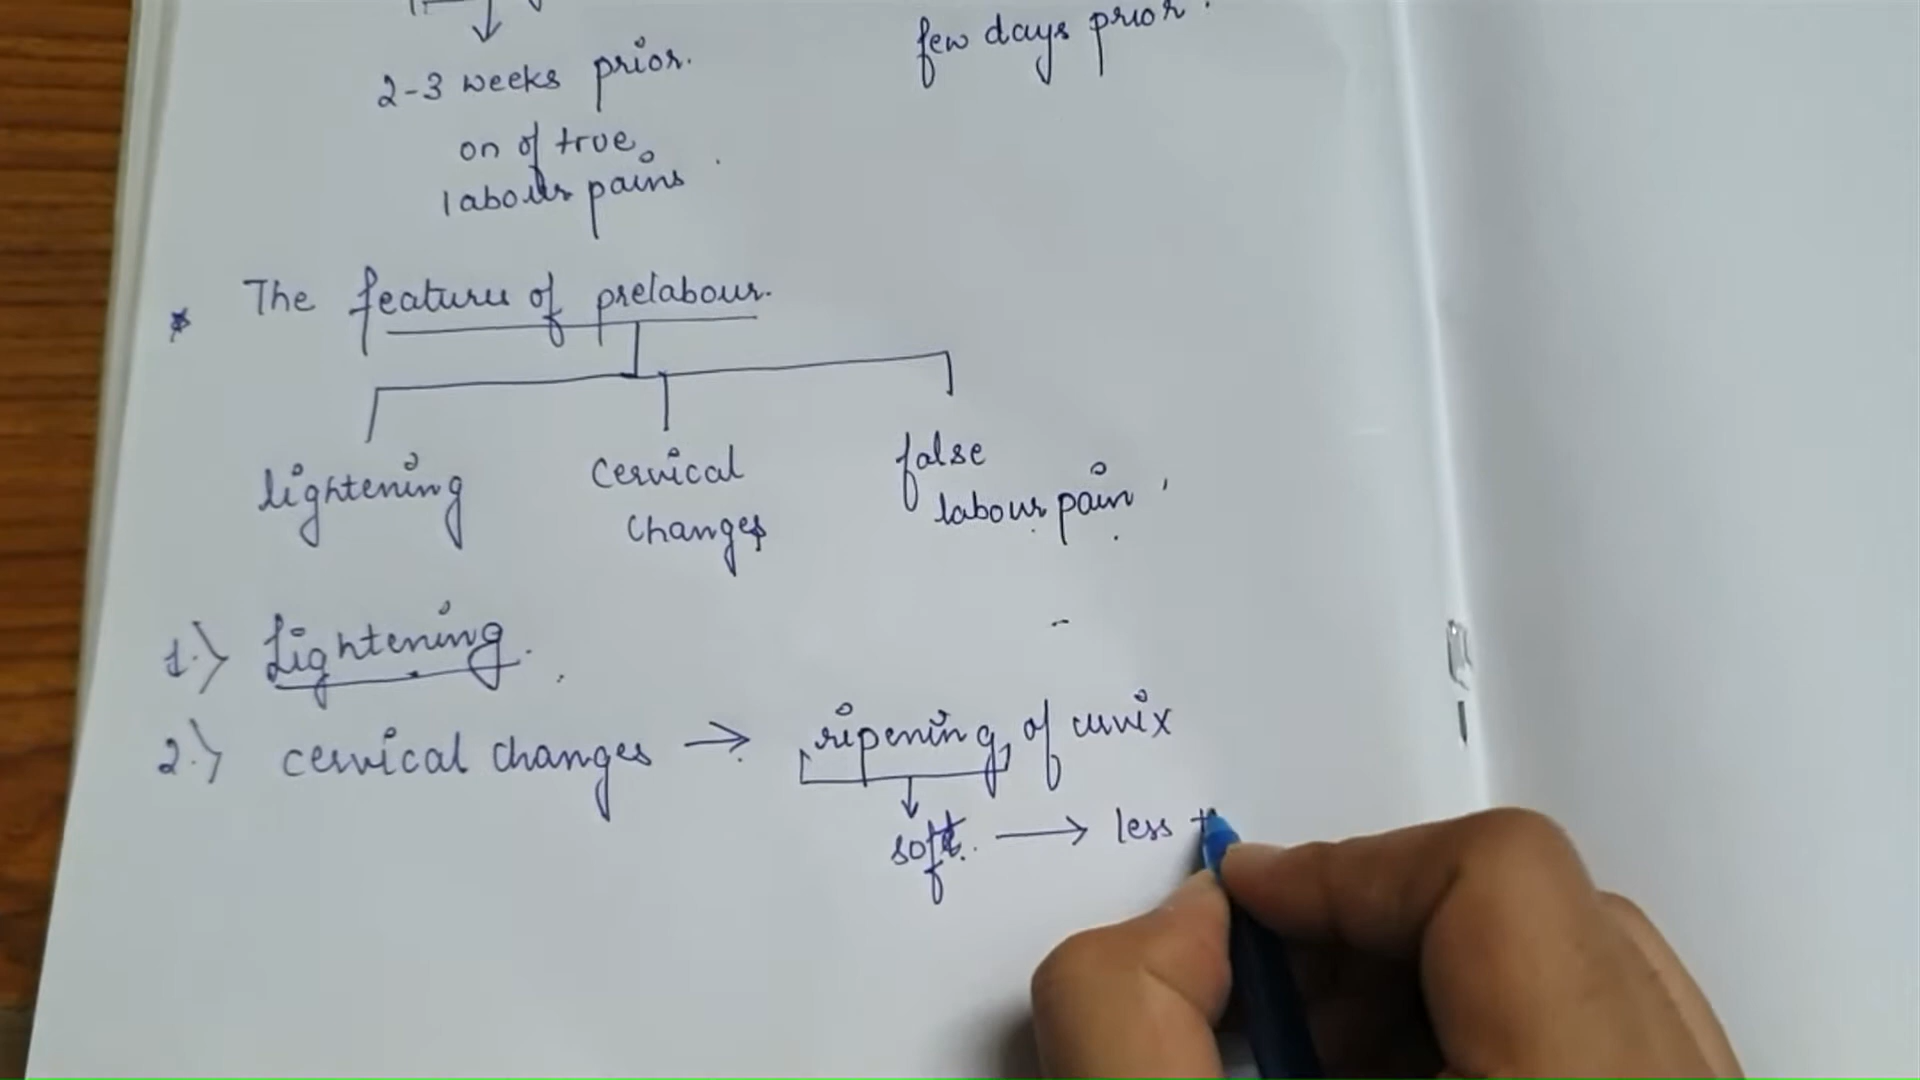 few days prior.
2-3 weeks prior.
on of true
labour pains
* The features of prelabour.
lightening
cervical
changes
false
labour pain
1.) Lightening.
2.) cervical changes → ripening of cervix
soft. → less